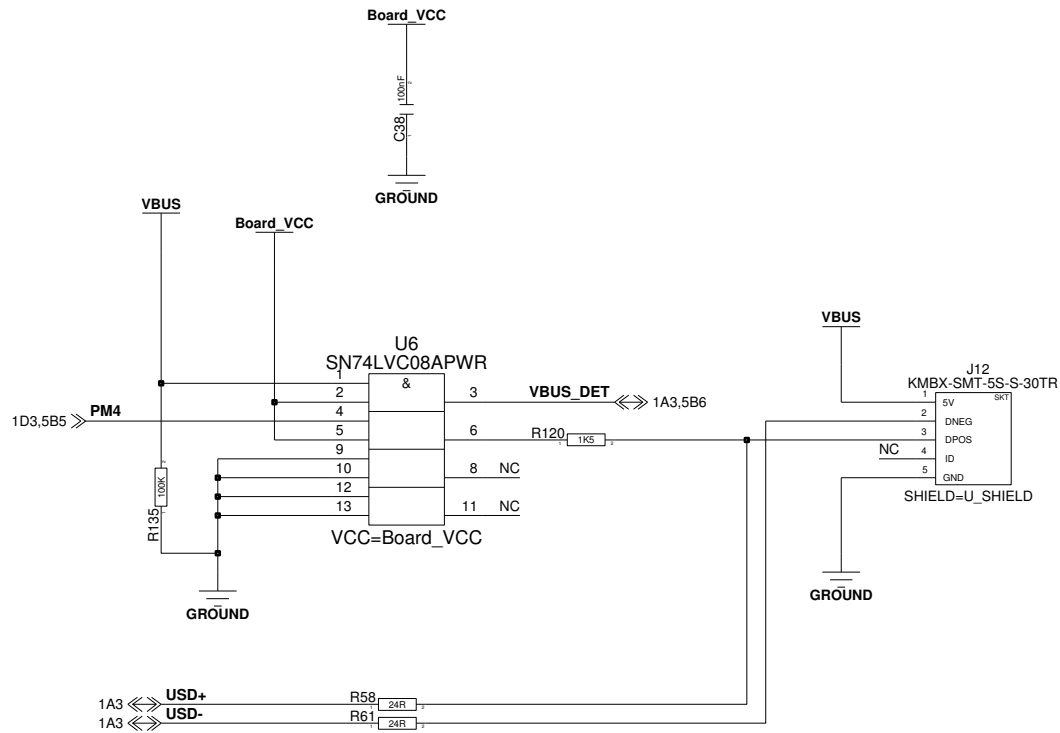 Board_VCC
100nF
C38
GROUND
VBUS
Board_VCC
VBUS
U6
SN74LVC08APWR
J12
KMBX-SMT-5S-S-30TR
SKT
1
&
2
3
VBUS_DET
1A3,5B6
1D3,5B5
PM4
4
5
6
R120
1K5
9
10
8
NC
12
13
11
NC
VCC=Board_VCC
1
5V
2
DNEG
3
DPOS
NC
4
ID
5
GND
SHIELD=U_SHIELD
100K
R135
GROUND
GROUND
1A3
USD+
R58
24R
1A3
USD-
R61
24R